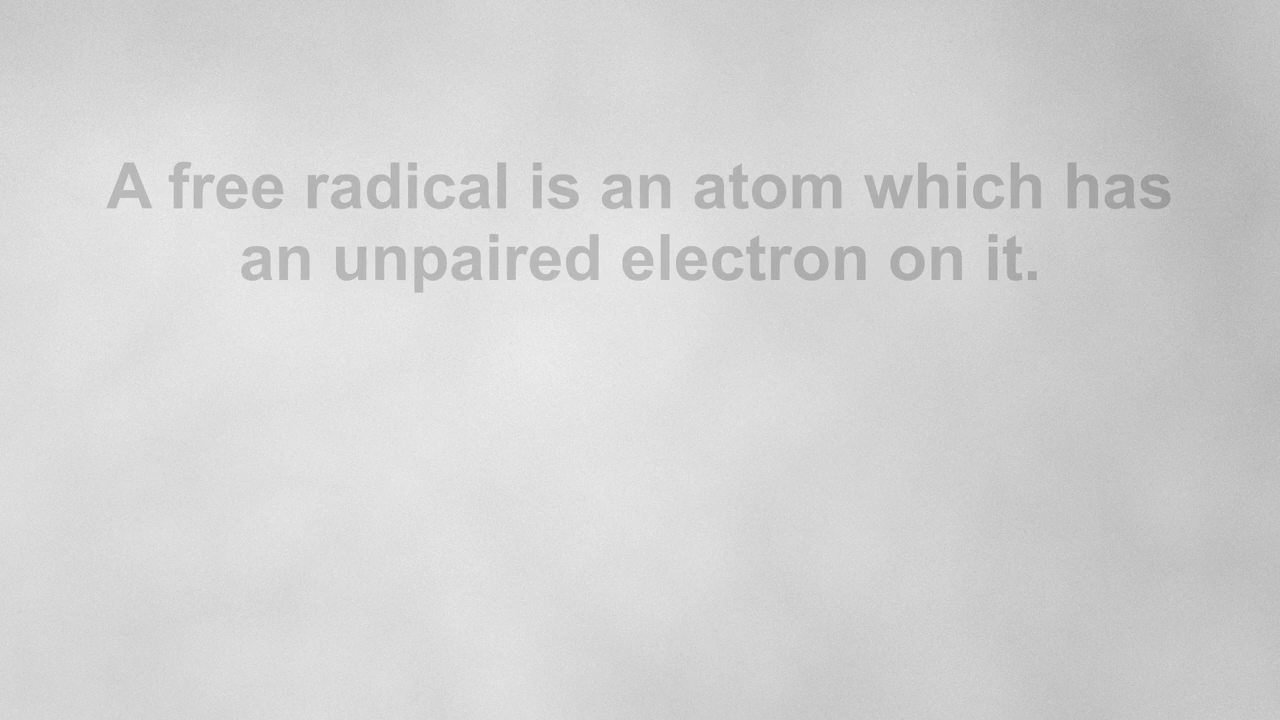 A free radical is an atom which has
an unpaired electron on it.